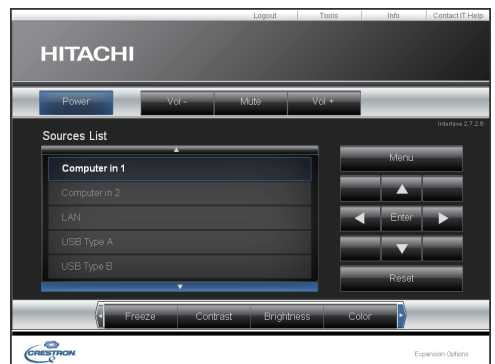 Logout Tools Info Contact IT Help
HITACHI
Power Vol - Mute Vol +
Interface 2.7.2.6
Sources List
Computer in 1
Computer in 2
LAN
USB Type A
USB Type B
Menu
Enter
Reset
Freeze Contrast Brightness Color
CRESTRON
Expansion Options